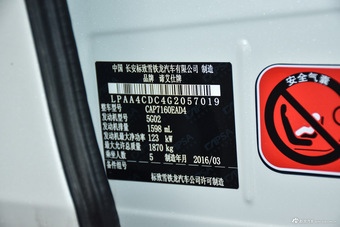 中国 长安标致雪铁龙汽车有限公司 制造
品牌 谛艾仕牌
LPAA4CDC4G2057019
整车型号 CAP7160EAD4
发动机型号 5G02
发动机排量 1598 mL
发动机最大净功率 123 kW
最大允许总质量 1870 kg
乘坐人数 5 制造年月 2016/03
备件组号
标致雪铁龙汽车公司许可制造
安全气囊